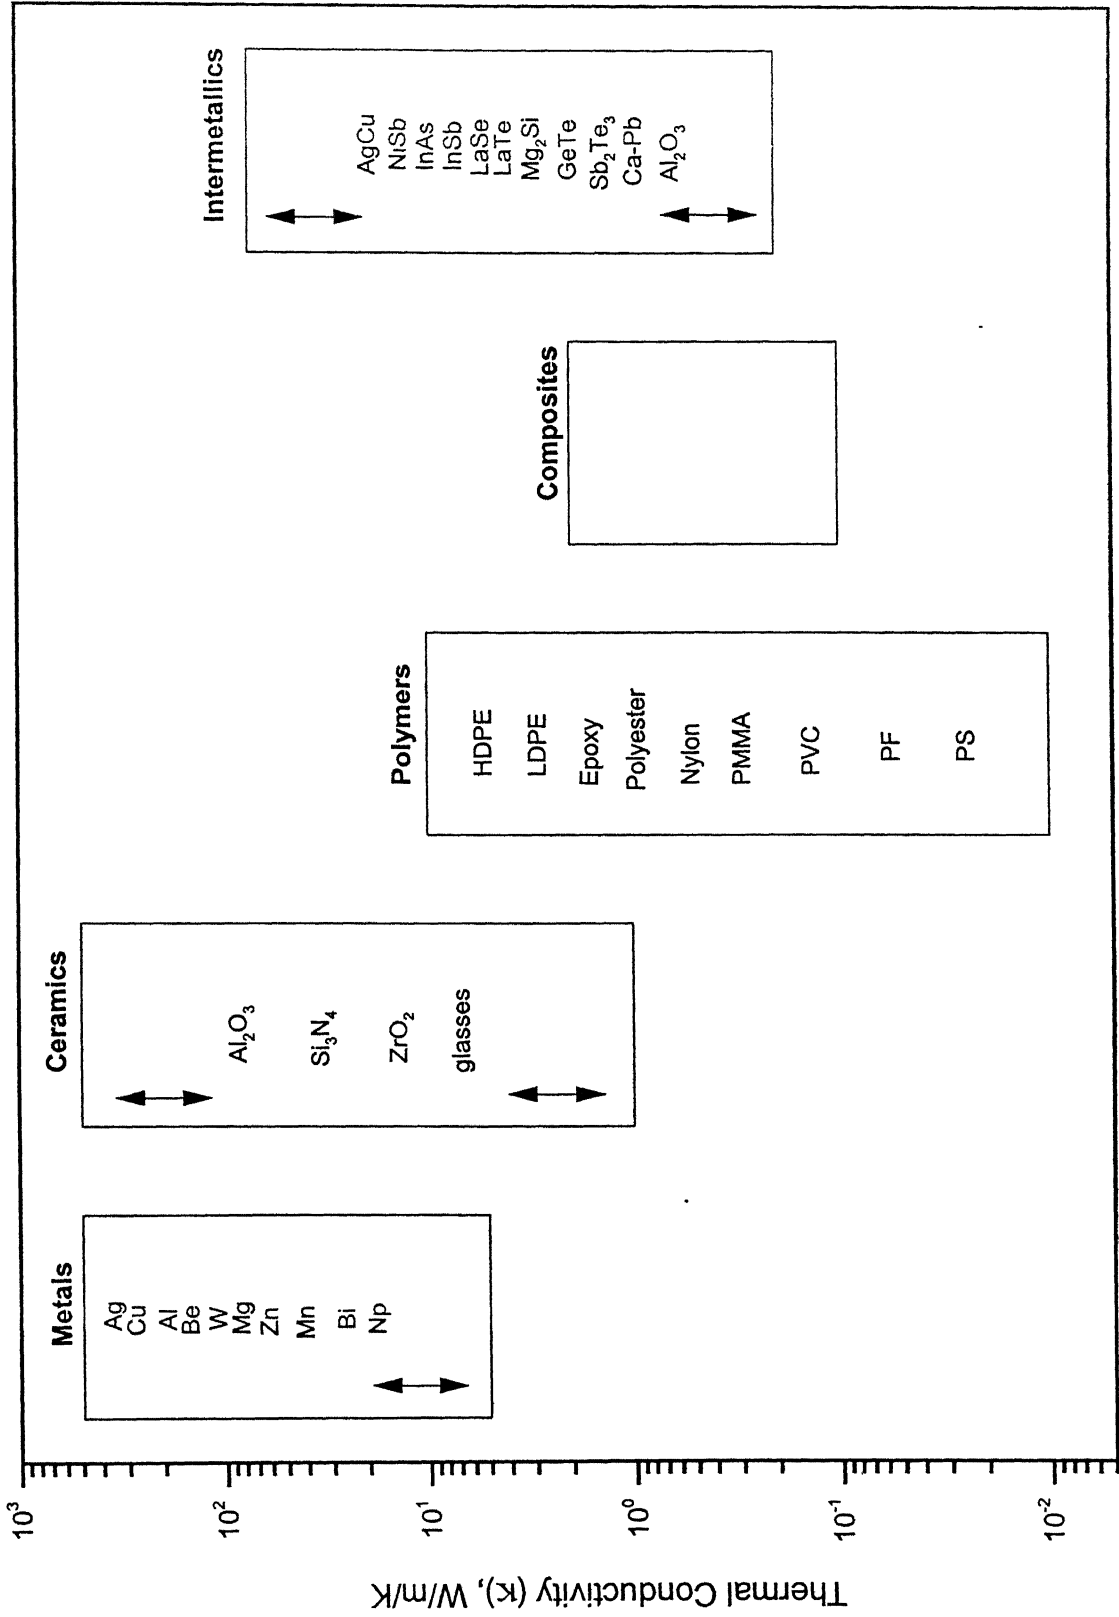 Thermal Conductivity (κ), W/m/K
10³
10²
10¹
10⁰
10⁻¹
10⁻²
Metals
Ag
Cu
Al
Be
W
Mg
Zn
Mn
Bi
Np
Ceramics
Al₂O₃
Si₃N₄
ZrO₂
glasses
Polymers
HDPE
LDPE
Epoxy
Polyester
Nylon
PMMA
PVC
PF
PS
Composites
Intermetallics
AgCu
NiSb
InAs
InSb
LaSe
LaTe
Mg₂Si
GeTe
Sb₂Te₃
Ca-Pb
Al₂O₃